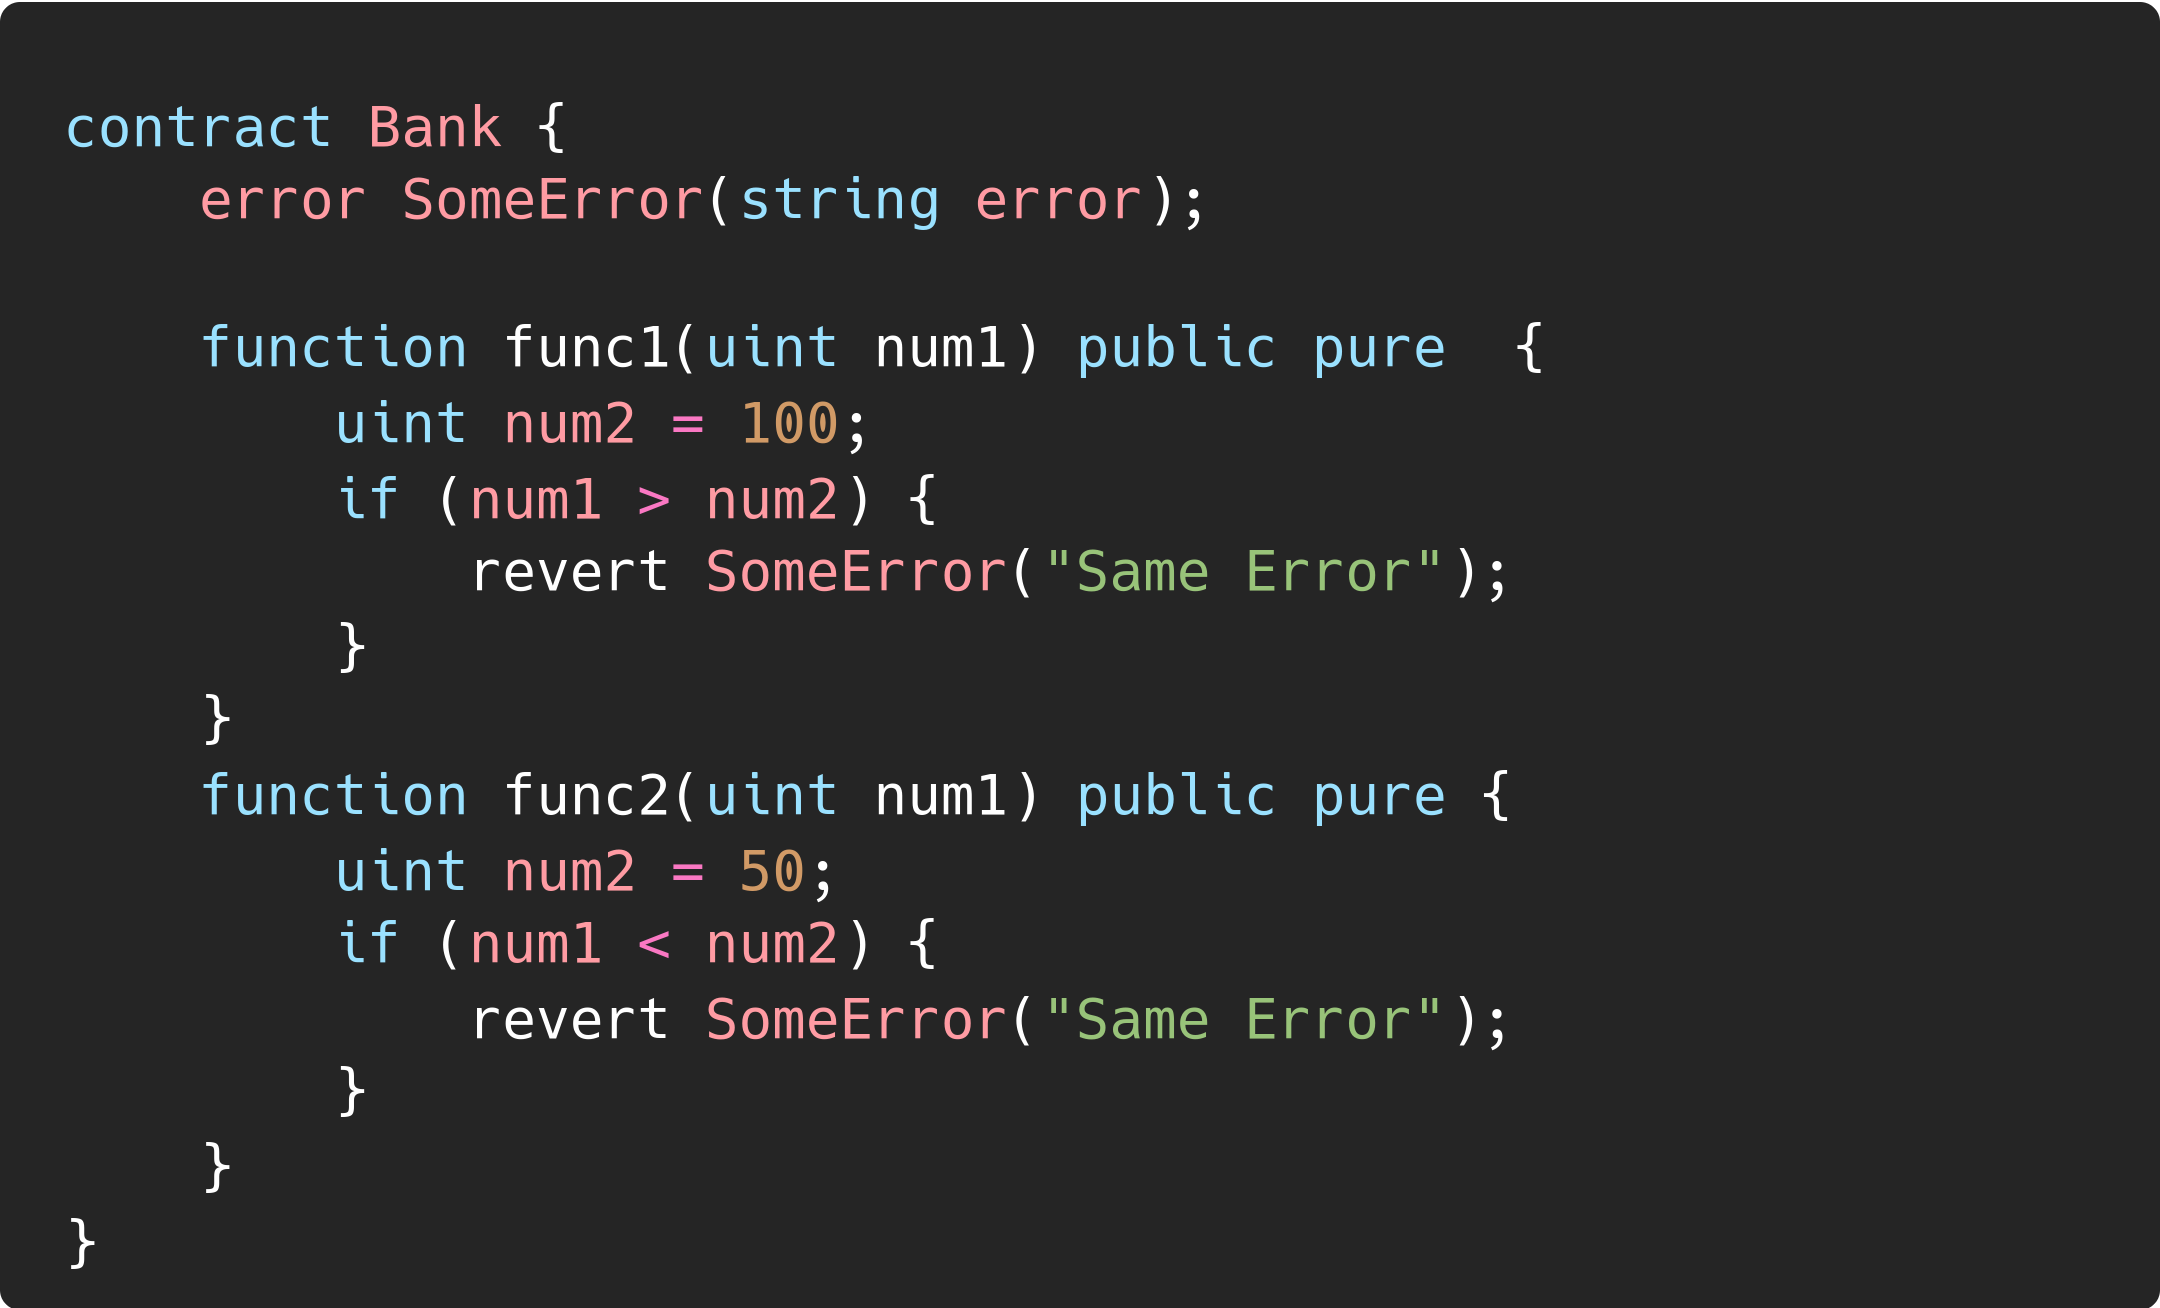 contract Bank {
    error SomeError(string error);

    function func1(uint num1) public pure  {
        uint num2 = 100;
        if (num1 > num2) {
            revert SomeError("Same Error");
        }
    }
    function func2(uint num1) public pure {
        uint num2 = 50;
        if (num1 < num2) {
            revert SomeError("Same Error");
        }
    }
}